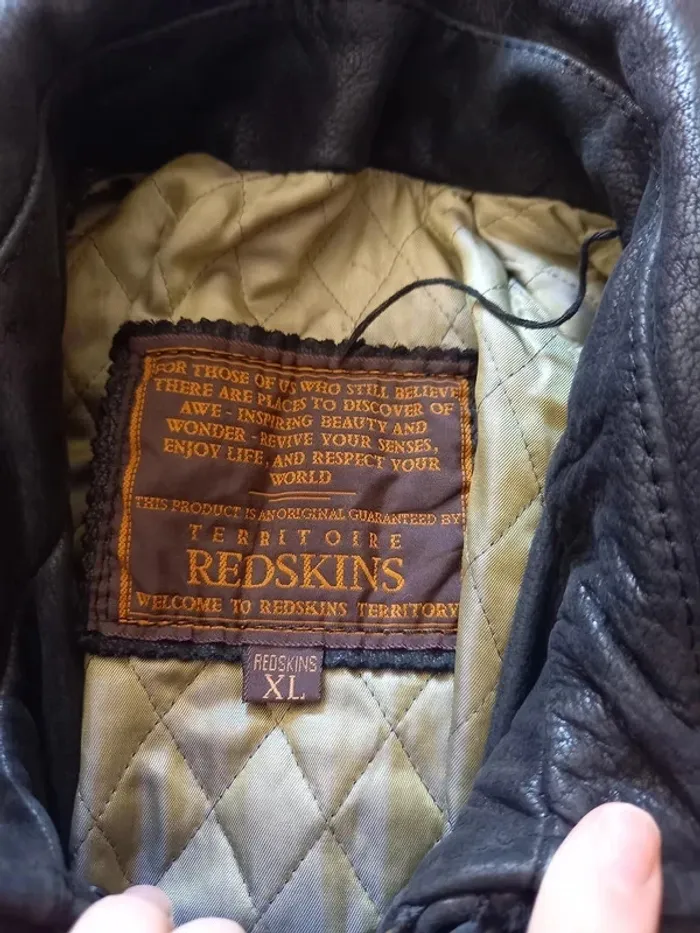 FOR THOSE OF US WHO STILL BELIEVE
THERE ARE PLACES TO DISCOVER OF
AWE - INSPIRING BEAUTY AND
WONDER - REVIVE YOUR SENSES,
ENJOY LIFE, AND RESPECT YOUR
WORLD
THIS PRODUCT IS AN ORIGINAL GUARANTEED BY
TERRITOIRE
REDSKINS
WELCOME TO REDSKINS TERRITORY
REDSKINS
XL